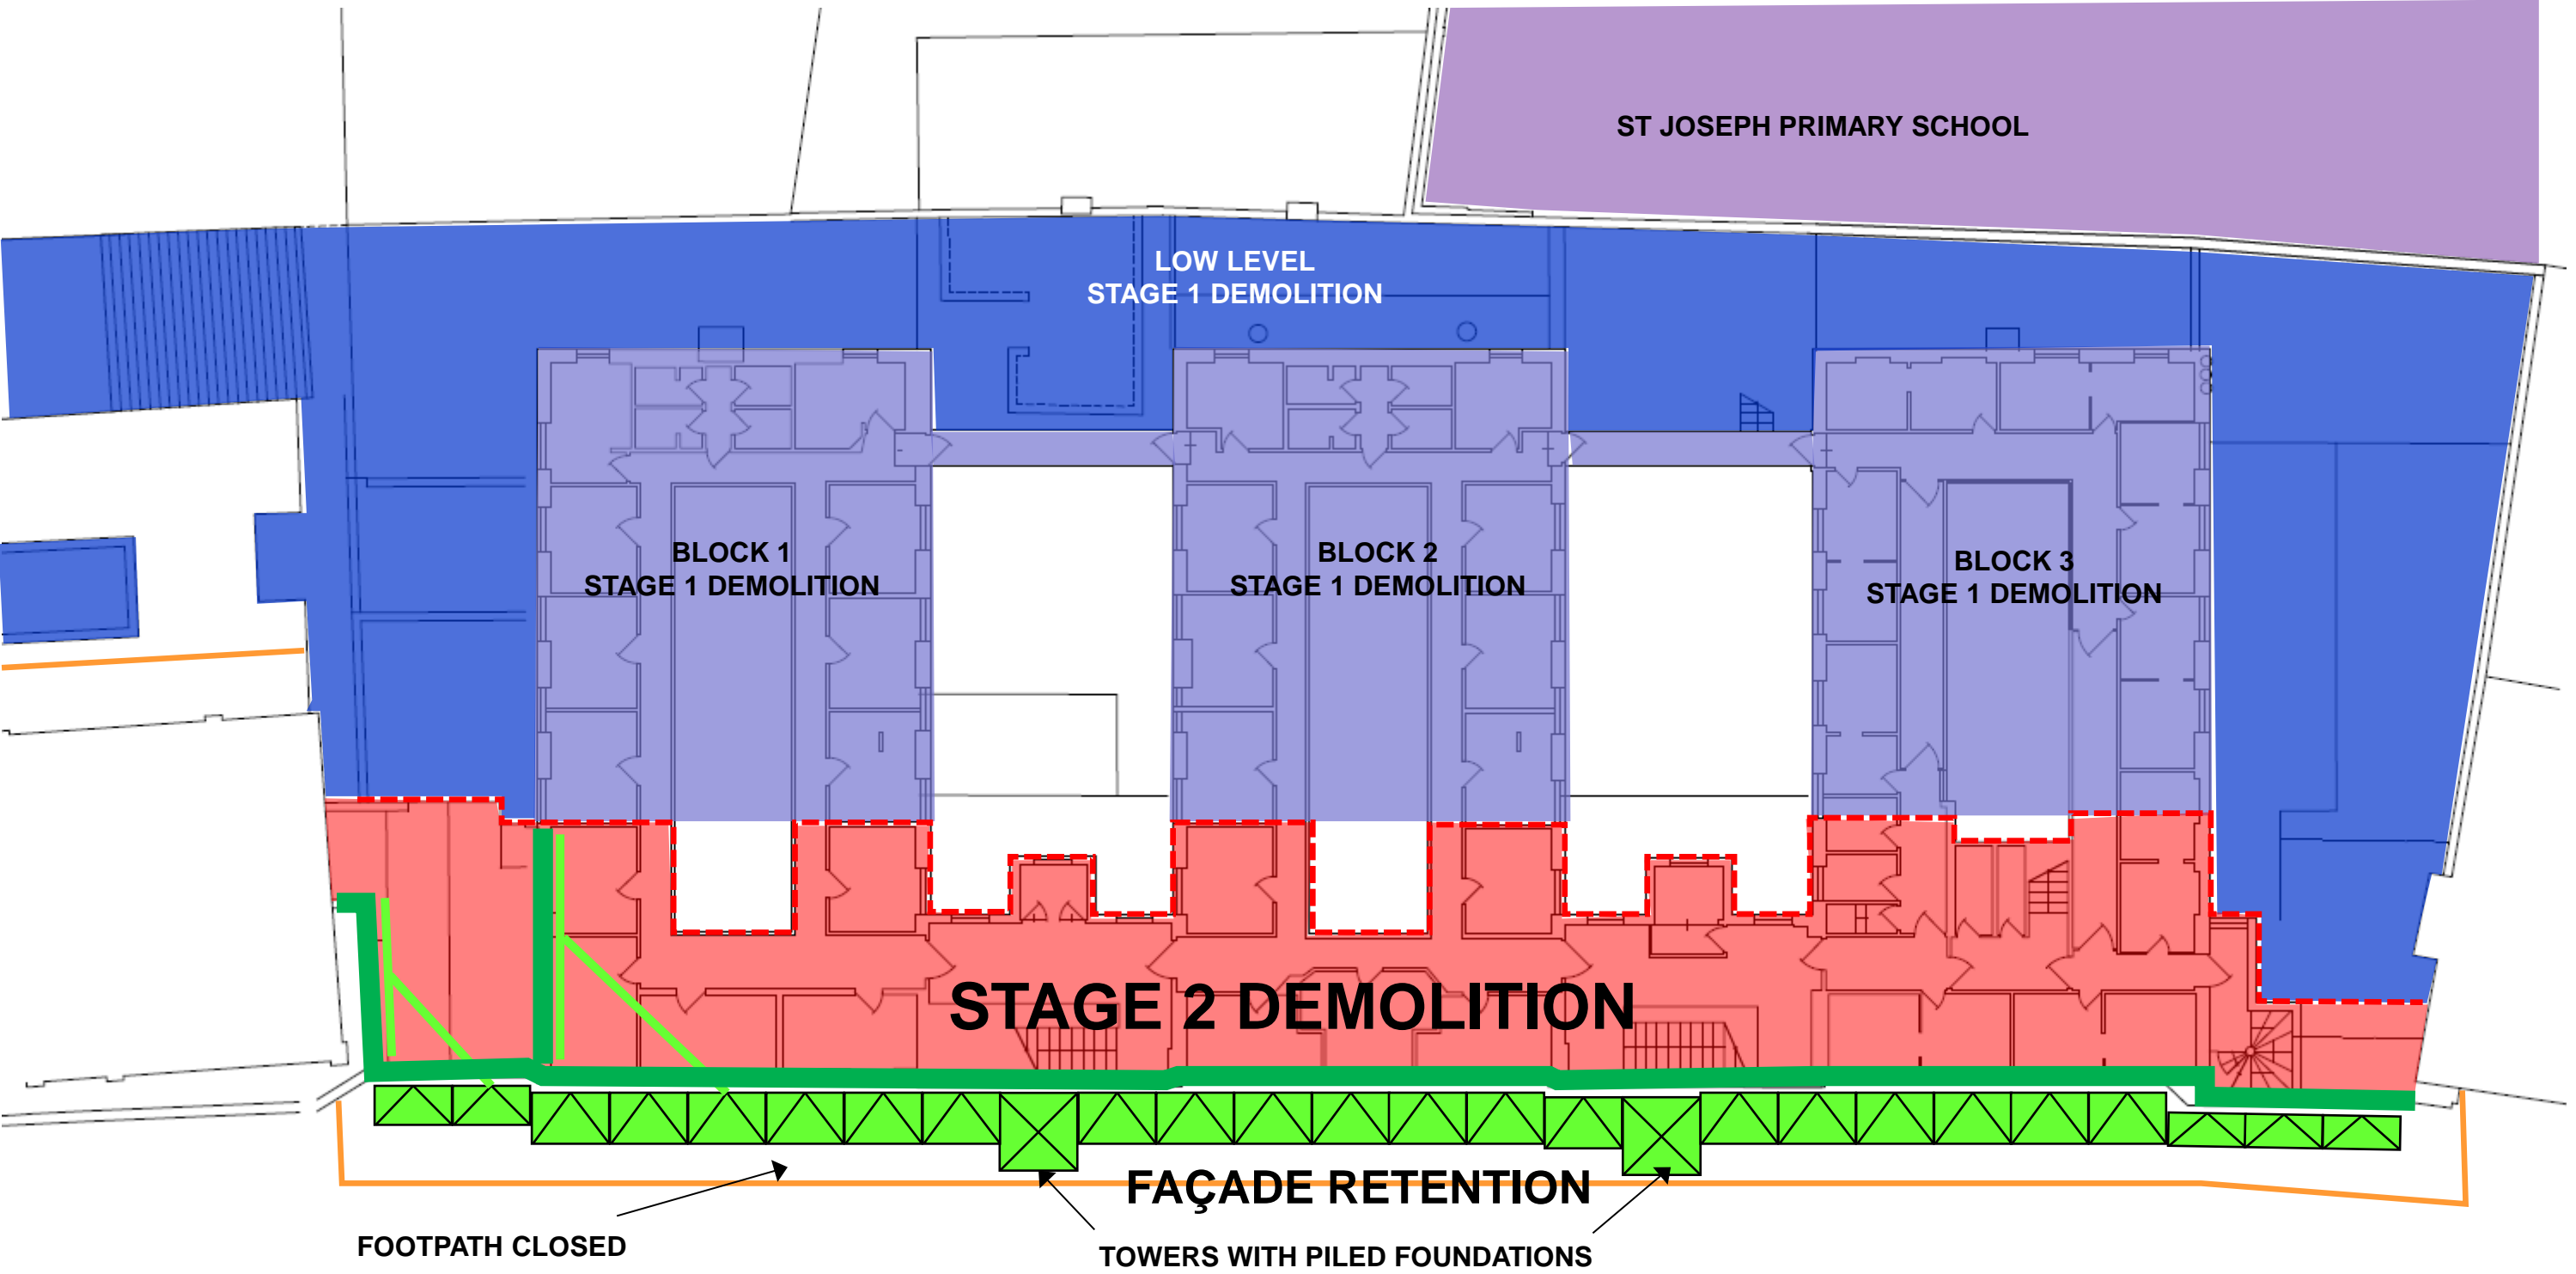 ST JOSEPH PRIMARY SCHOOL
LOW LEVEL
STAGE 1 DEMOLITION
BLOCK 1
STAGE 1 DEMOLITION
BLOCK 2
STAGE 1 DEMOLITION
BLOCK 3
STAGE 1 DEMOLITION
STAGE 2 DEMOLITION
FAÇADE RETENTION
FOOTPATH CLOSED
TOWERS WITH PILED FOUNDATIONS